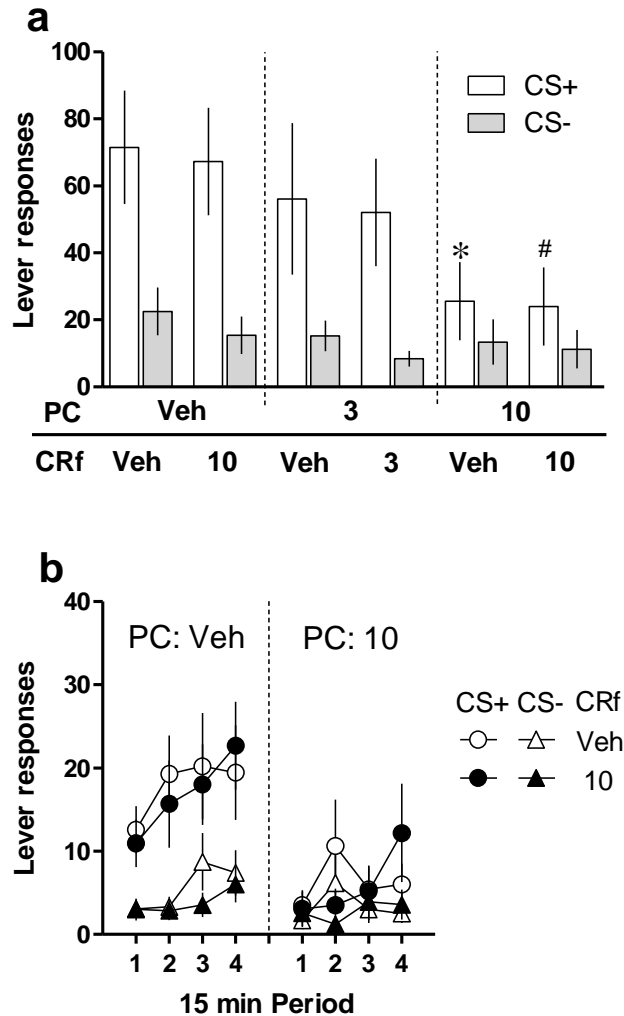 a
100
80
60
40
20
0
Lever responses
CS+
CS-
*
#
PC Veh 3 10
CRf Veh 10 Veh 3 Veh 10
b
40
30
20
10
0
Lever responses
PC: Veh
PC: 10
CS+ CS- CRf
Veh
10
1 2 3 4 1 2 3 4
15 min Period